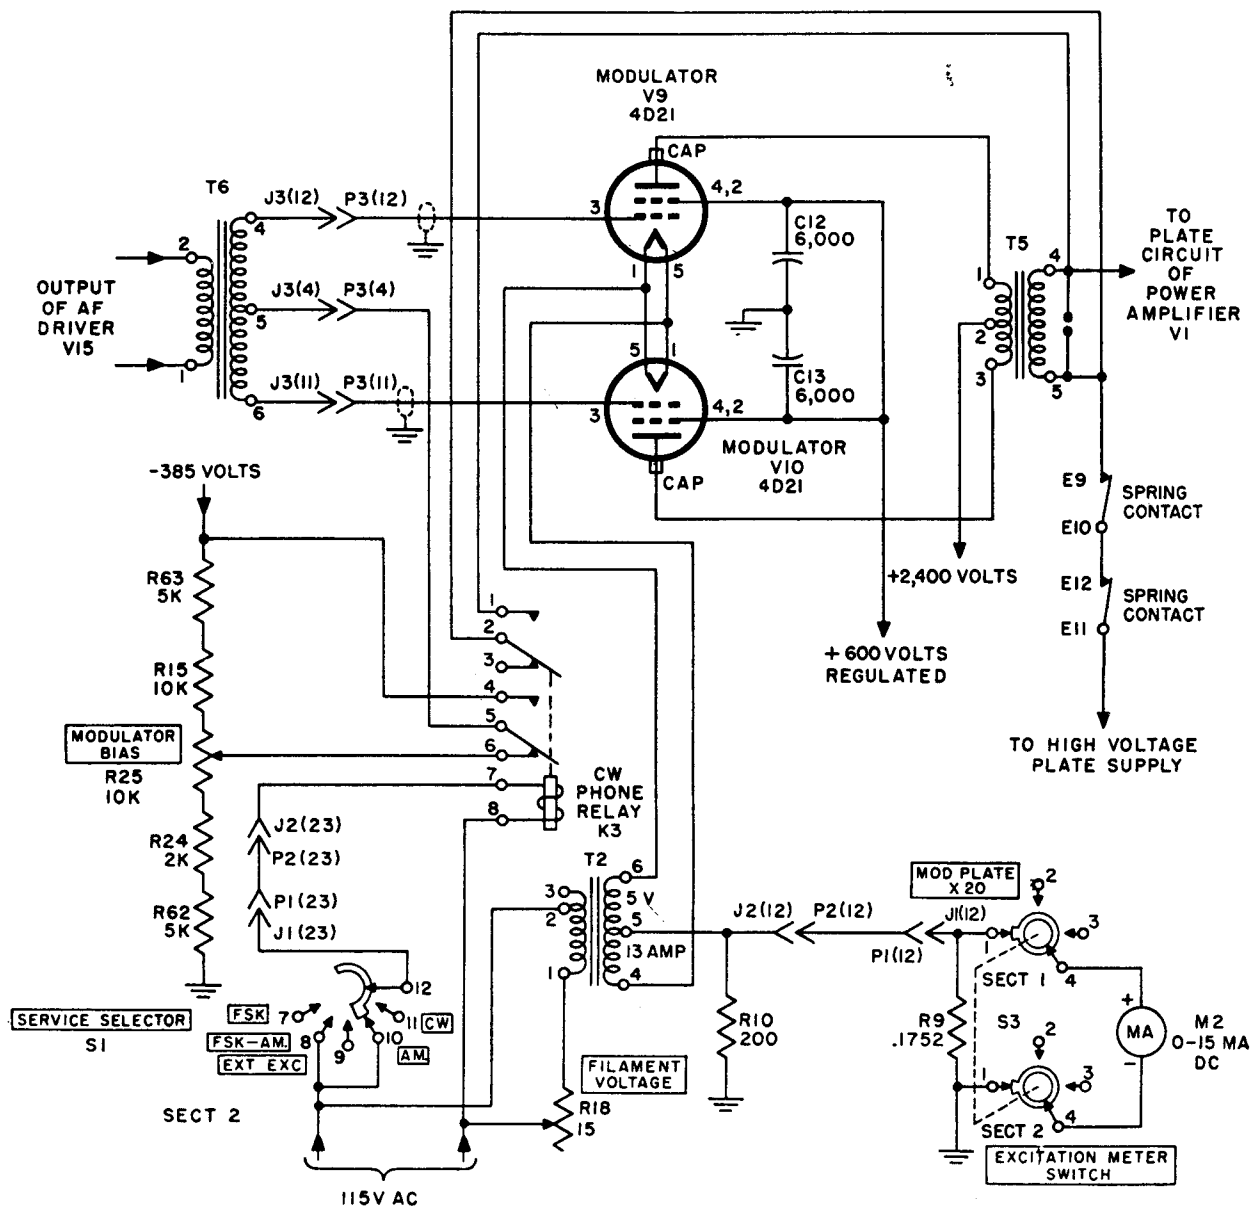 MODULATOR
V9
4D21
CAP
T6
J3(12) P3(12)
4
3
4,2
2
OUTPUT
OF AF
DRIVER
V15
1
J3(4) P3(4)
5
J3(11) P3(11)
6
1 5
C12
6,000
5 1
C13
6,000
3
4,2
MODULATOR
V10
4D21
CAP
T5
1
2
3
4
5
TO
PLATE
CIRCUIT
OF
POWER
AMPLIFIER
V1
E9
SPRING
CONTACT
E10
E12
SPRING
CONTACT
E11
TO HIGH VOLTAGE
PLATE SUPPLY
+2,400 VOLTS
+ 600 VOLTS
REGULATED
-385 VOLTS
R63
5K
R15
10K
MODULATOR
BIAS
R25
10K
R24
2K
R62
5K
1
2
3
4
5
6
7
8
CW
PHONE
RELAY
K3
J2(23)
P2(23)
P1(23)
J1(23)
12
FSK 7
11 CW
FSK-AM. 8
EXT EXC
9
10
AM.
SERVICE SELECTOR
S1
SECT 2
115V AC
T2
3
2
1
6
5 V
5
13 AMP
4
FILAMENT
VOLTAGE
R18
15
J2(12) P2(12)
P1(12)
J1(12)
R10
200
MOD PLATE
X 20
2
3
1
4
SECT 1
R9
.1752
S3
2
3
1
4
SECT 2
+
MA
-
M2
0-15 MA
DC
EXCITATION METER
SWITCH